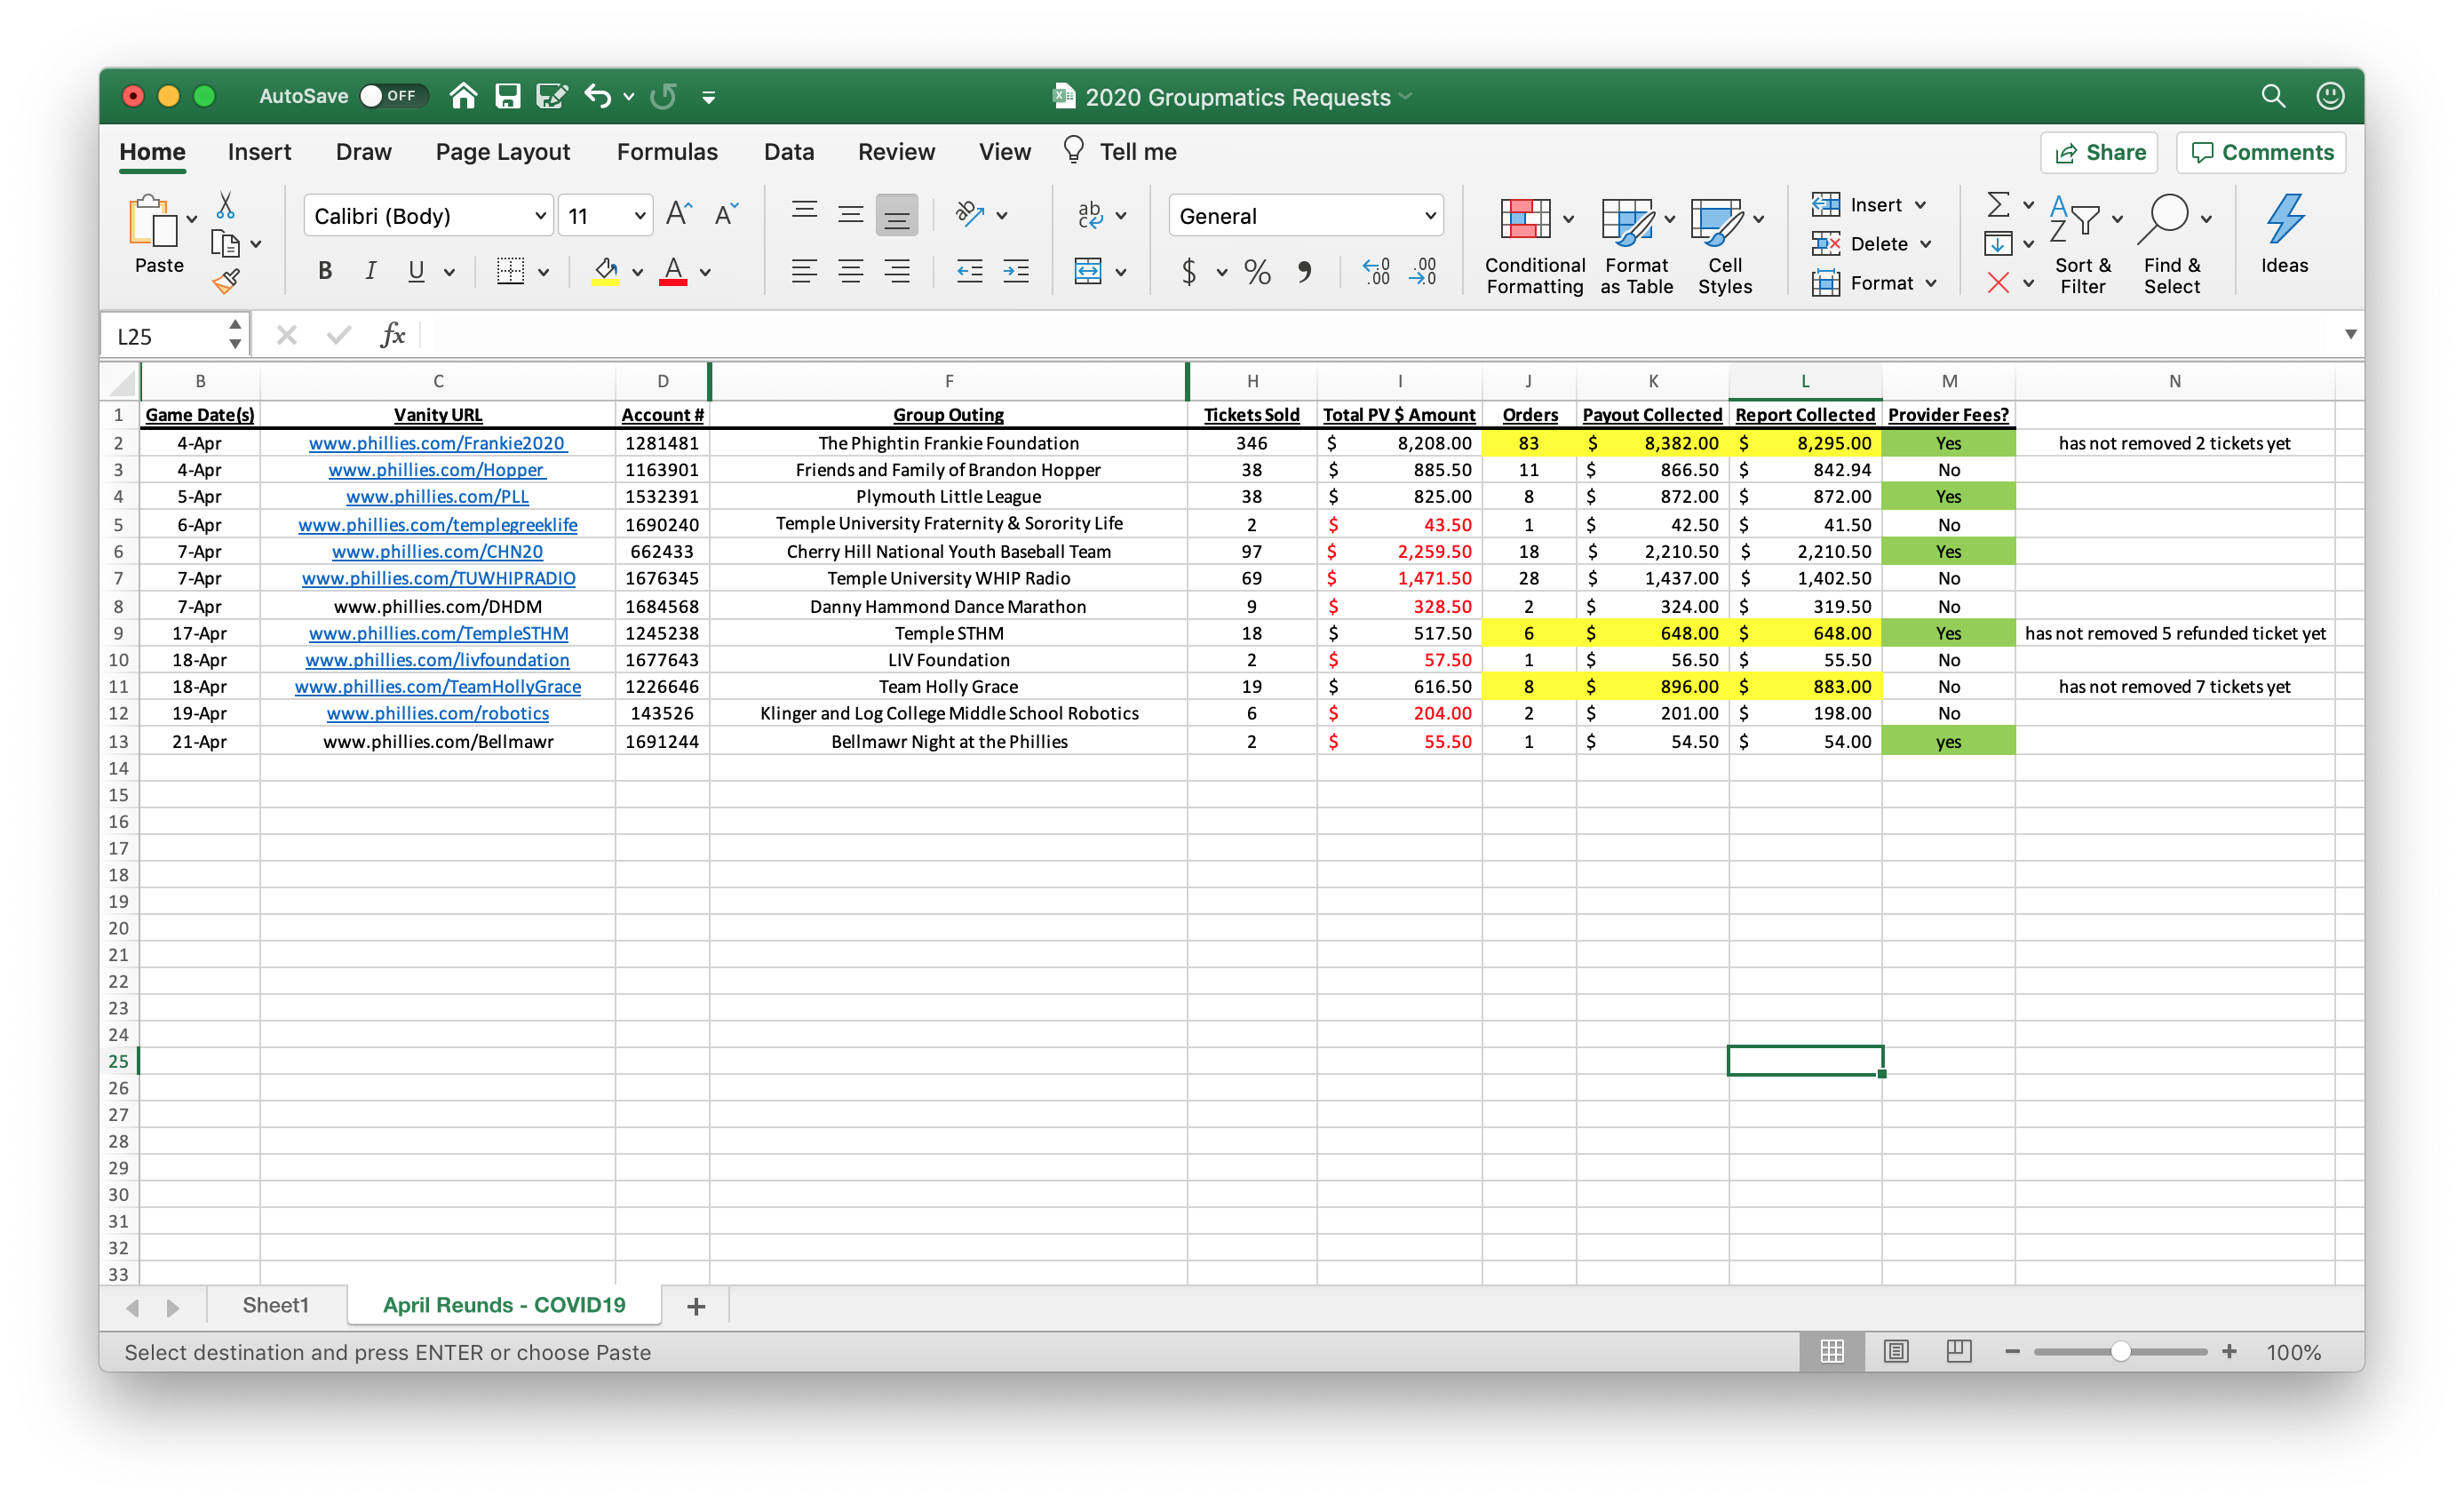 AutoSave OFF 2020 Groupmatics Requests
Home Insert Draw Page Layout Formulas Data Review View Tell me Share Comments
Paste Calibri (Body) 11 A A ab c General Conditional Formatting Format as Table Cell Styles Insert Delete Format Sort & Filter Find & Select Ideas
B I U A $ % 9 .00 .00
L25 fx
B C D F H I J K L M N
1 Game Date(s) Vanity URL Account # Group Outing Tickets Sold Total PV $ Amount Orders Payout Collected Report Collected Provider Fees?
2 4-Apr www.phillies.com/Frankie2020 1281481 The Phightin Frankie Foundation 346 $ 8,208.00 83 $ 8,382.00 $ 8,295.00 Yes has not removed 2 tickets yet
3 4-Apr www.phillies.com/Hopper 1163901 Friends and Family of Brandon Hopper 38 $ 885.50 11 $ 866.50 $ 842.94 No
4 5-Apr www.phillies.com/PLL 1532391 Plymouth Little League 38 $ 825.00 8 $ 872.00 $ 872.00 Yes
5 6-Apr www.phillies.com/templegreeklife 1690240 Temple University Fraternity & Sorority Life 2 $ 43.50 1 $ 42.50 $ 41.50 No
6 7-Apr www.phillies.com/CHN20 662433 Cherry Hill National Youth Baseball Team 97 $ 2,259.50 18 $ 2,210.50 $ 2,210.50 Yes
7 7-Apr www.phillies.com/TUWHIPRADIO 1676345 Temple University WHIP Radio 69 $ 1,471.50 28 $ 1,437.00 $ 1,402.50 No
8 7-Apr www.phillies.com/DHDM 1684568 Danny Hammond Dance Marathon 9 $ 328.50 2 $ 324.00 $ 319.50 No
9 17-Apr www.phillies.com/TempleSTHM 1245238 Temple STHM 18 $ 517.50 6 $ 648.00 $ 648.00 Yes has not removed 5 refunded ticket yet
10 18-Apr www.phillies.com/livfoundation 1677643 LIV Foundation 2 $ 57.50 1 $ 56.50 $ 55.50 No
11 18-Apr www.phillies.com/TeamHollyGrace 1226646 Team Holly Grace 19 $ 616.50 8 $ 896.00 $ 883.00 No has not removed 7 tickets yet
12 19-Apr www.phillies.com/robotics 143526 Klinger and Log College Middle School Robotics 6 $ 204.00 2 $ 201.00 $ 198.00 No
13 21-Apr www.phillies.com/Bellmawr 1691244 Bellmawr Night at the Phillies 2 $ 55.50 1 $ 54.50 $ 54.00 yes
14
15
16
17
18
19
20
21
22
23
24
25
26
27
28
29
30
31
32
33
Sheet1 April Reunds - COVID19 +
Select destination and press ENTER or choose Paste 100%